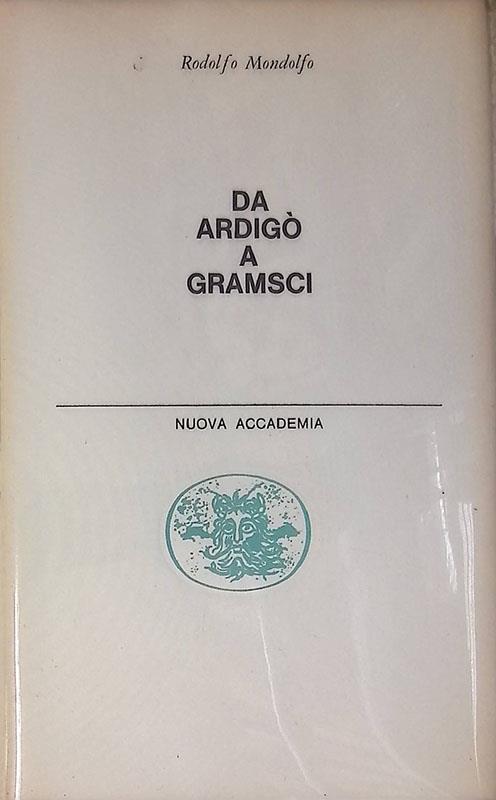 Rodolfo Mondolfo
DA
ARDIGÒ
A
GRAMSCI
NUOVA ACCADEMIA